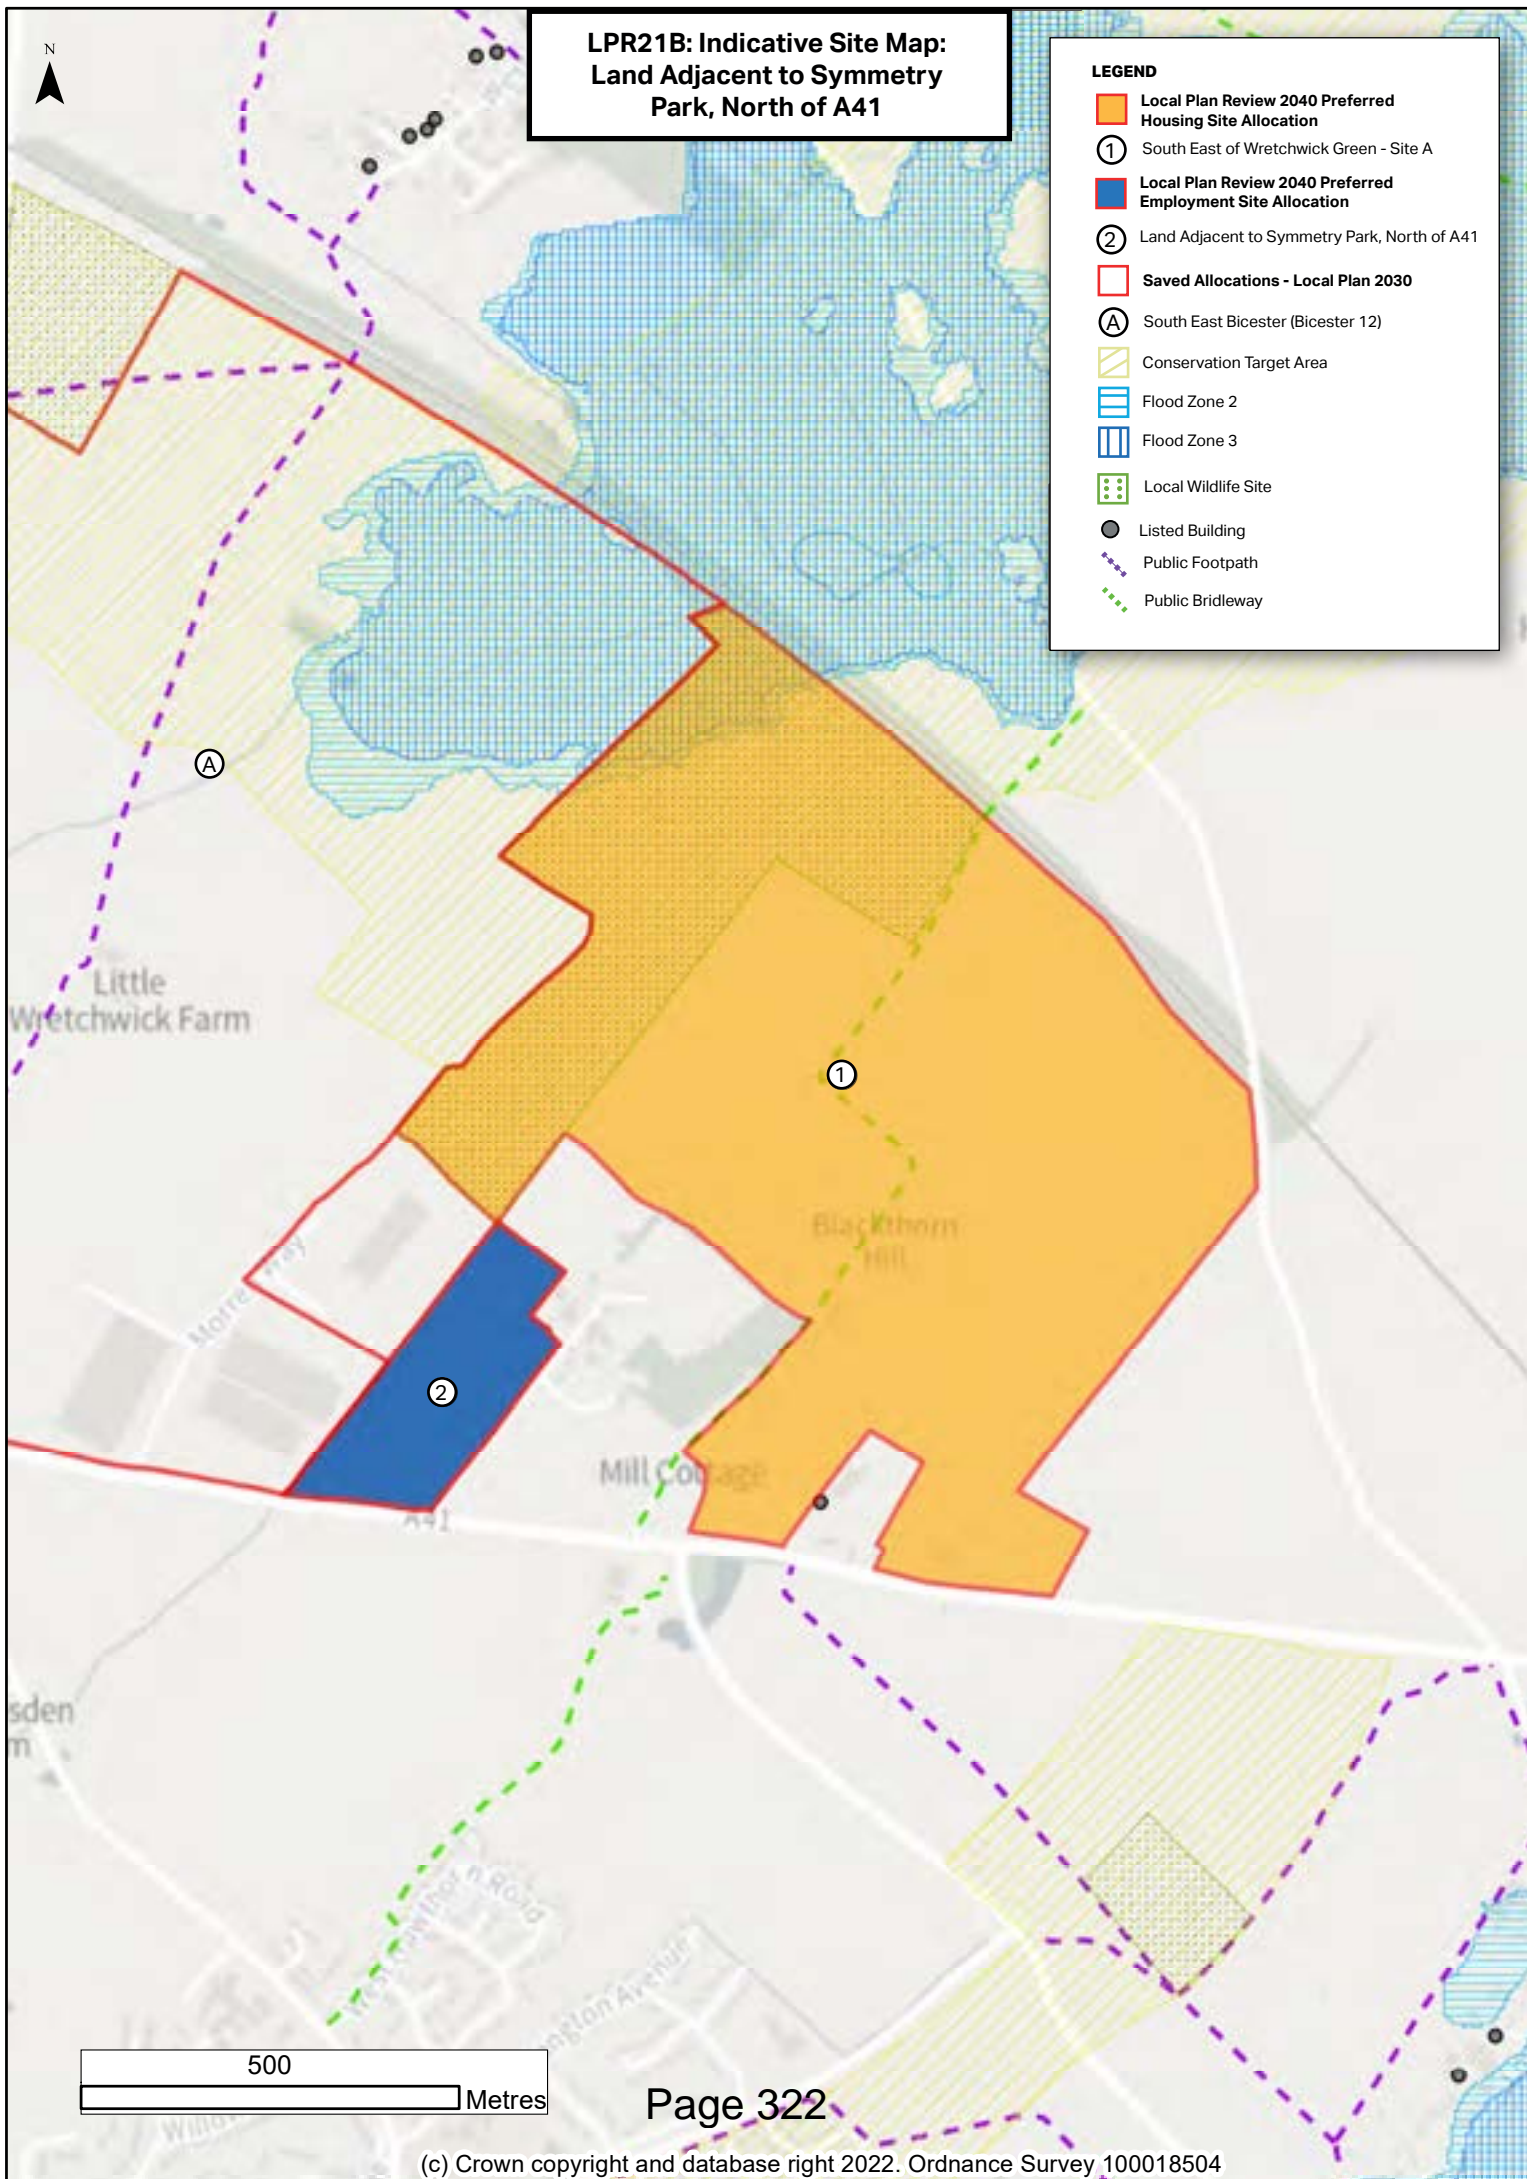 N
LPR21B: Indicative Site Map:
Land Adjacent to Symmetry
Park, North of A41
LEGEND
Local Plan Review 2040 Preferred
Housing Site Allocation
1 South East of Wretchwick Green - Site A
Local Plan Review 2040 Preferred
Employment Site Allocation
2 Land Adjacent to Symmetry Park, North of A41
Saved Allocations - Local Plan 2030
A South East Bicester (Bicester 12)
Conservation Target Area
Flood Zone 2
Flood Zone 3
Local Wildlife Site
Listed Building
Public Footpath
Public Bridleway
A
Little
Wretchwick Farm
1
Blackthorn
Hill
2
Mill Cottage
A41
sden
m
Road
Avenue
500
Metres
Page 322
(c) Crown copyright and database right 2022. Ordnance Survey 100018504